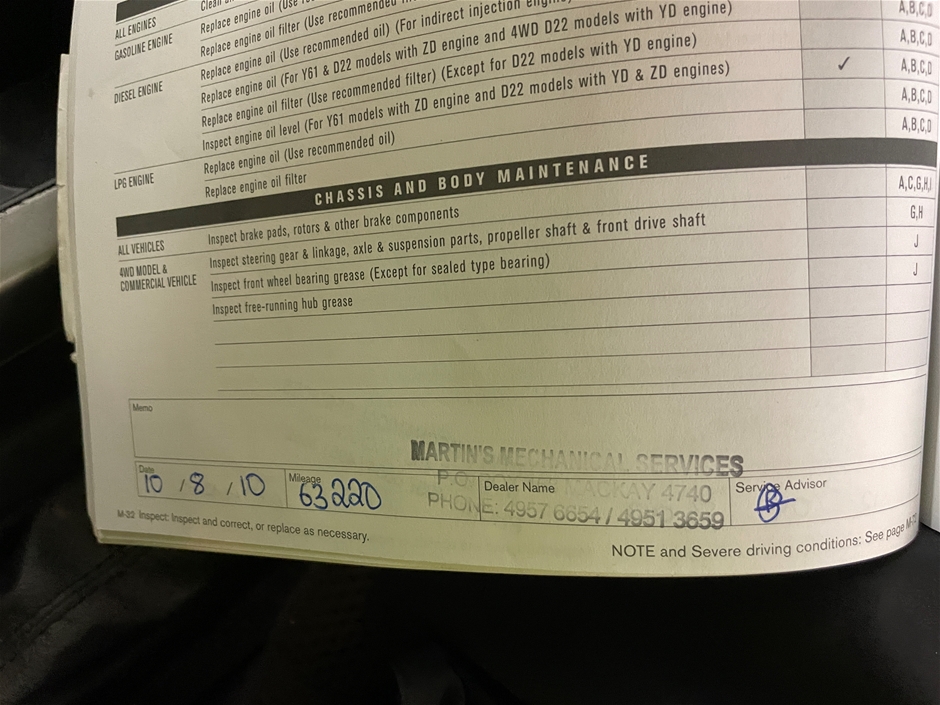 ALL ENGINES
Replace engine oil (Use
GASOLINE ENGINE
Replace engine oil filter (Use recommended
A,B,C,D
DIESEL ENGINE
Replace engine oil (Use recommended oil) (For indirect injection
A,B,C,D
Replace engine oil (For Y61 & D22 models with ZD engine and 4WD D22 models with YD engine)
✓ A,B,C,D
Replace engine oil filter (Use recommended filter) (Except for D22 models with YD engine)
A,B,C,D
Inspect engine oil level (For Y61 models with ZD engine and D22 models with YD & ZD engines)
A,B,C,D
LPG ENGINE
Replace engine oil (Use recommended oil)
Replace engine oil filter
CHASSIS AND BODY MAINTENANCE
ALL VEHICLES
Inspect brake pads, rotors & other brake components
A,C,G,H,I
4WD MODEL &
COMMERCIAL VEHICLE
Inspect steering gear & linkage, axle & suspension parts, propeller shaft & front drive shaft
G,H
Inspect front wheel bearing grease (Except for sealed type bearing)
J
Inspect free-running hub grease
J
Memo
MARTIN'S MECHANICAL SERVICES
P.O. MACKAY 4740
PHONE: 4957 6654 / 4951 3659
Date
10 / 8 / 10
Mileage
63220
Dealer Name
Service Advisor
M-32 Inspect: Inspect and correct, or replace as necessary.
NOTE and Severe driving conditions: See page